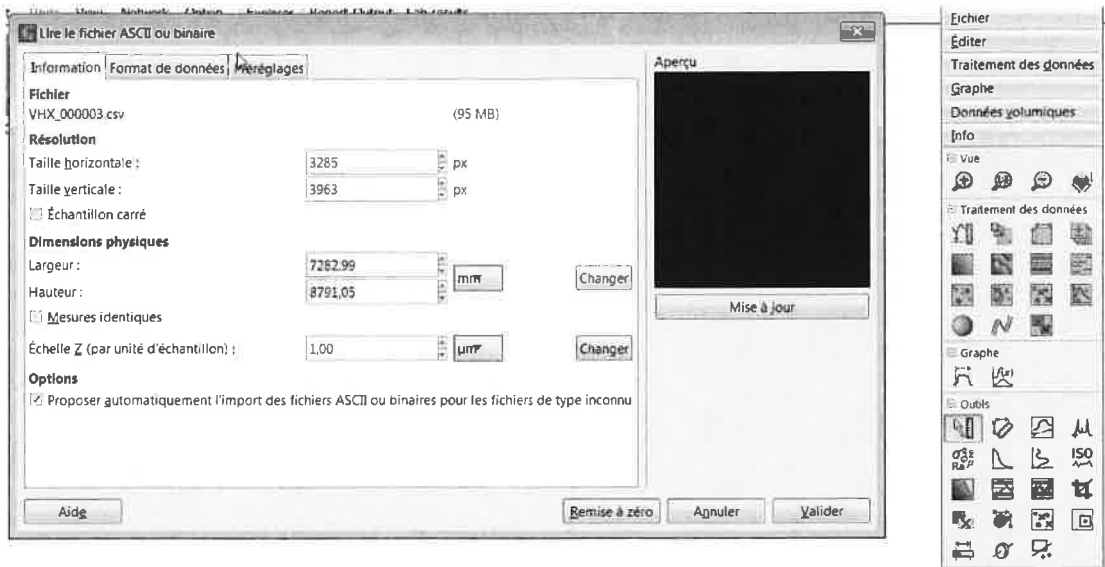 Lire le fichier ASCII ou binaire
Information
Format de données
Préréglages
Fichier
VHX_000003.csv (95 MB)
Résolution
Taille horizontale : 3285 px
Taille verticale : 3963 px
Échantillon carré
Dimensions physiques
Largeur : 7282.99
mm
Changer
Hauteur : 8791,05
Mesures identiques
Échelle Z (par unité d'échantillon) : 1,00 µm Changer
Options
Proposer automatiquement l'import des fichiers ASCII ou binaires pour les fichiers de type inconnu
Aide
Remise à zéro
Annuler
Valider
Aperçu
Mise à jour
Fichier
Éditer
Traitement des données
Graphe
Données volumiques
Info
Vue
Traitement des données
Graphe
Outils
ISO